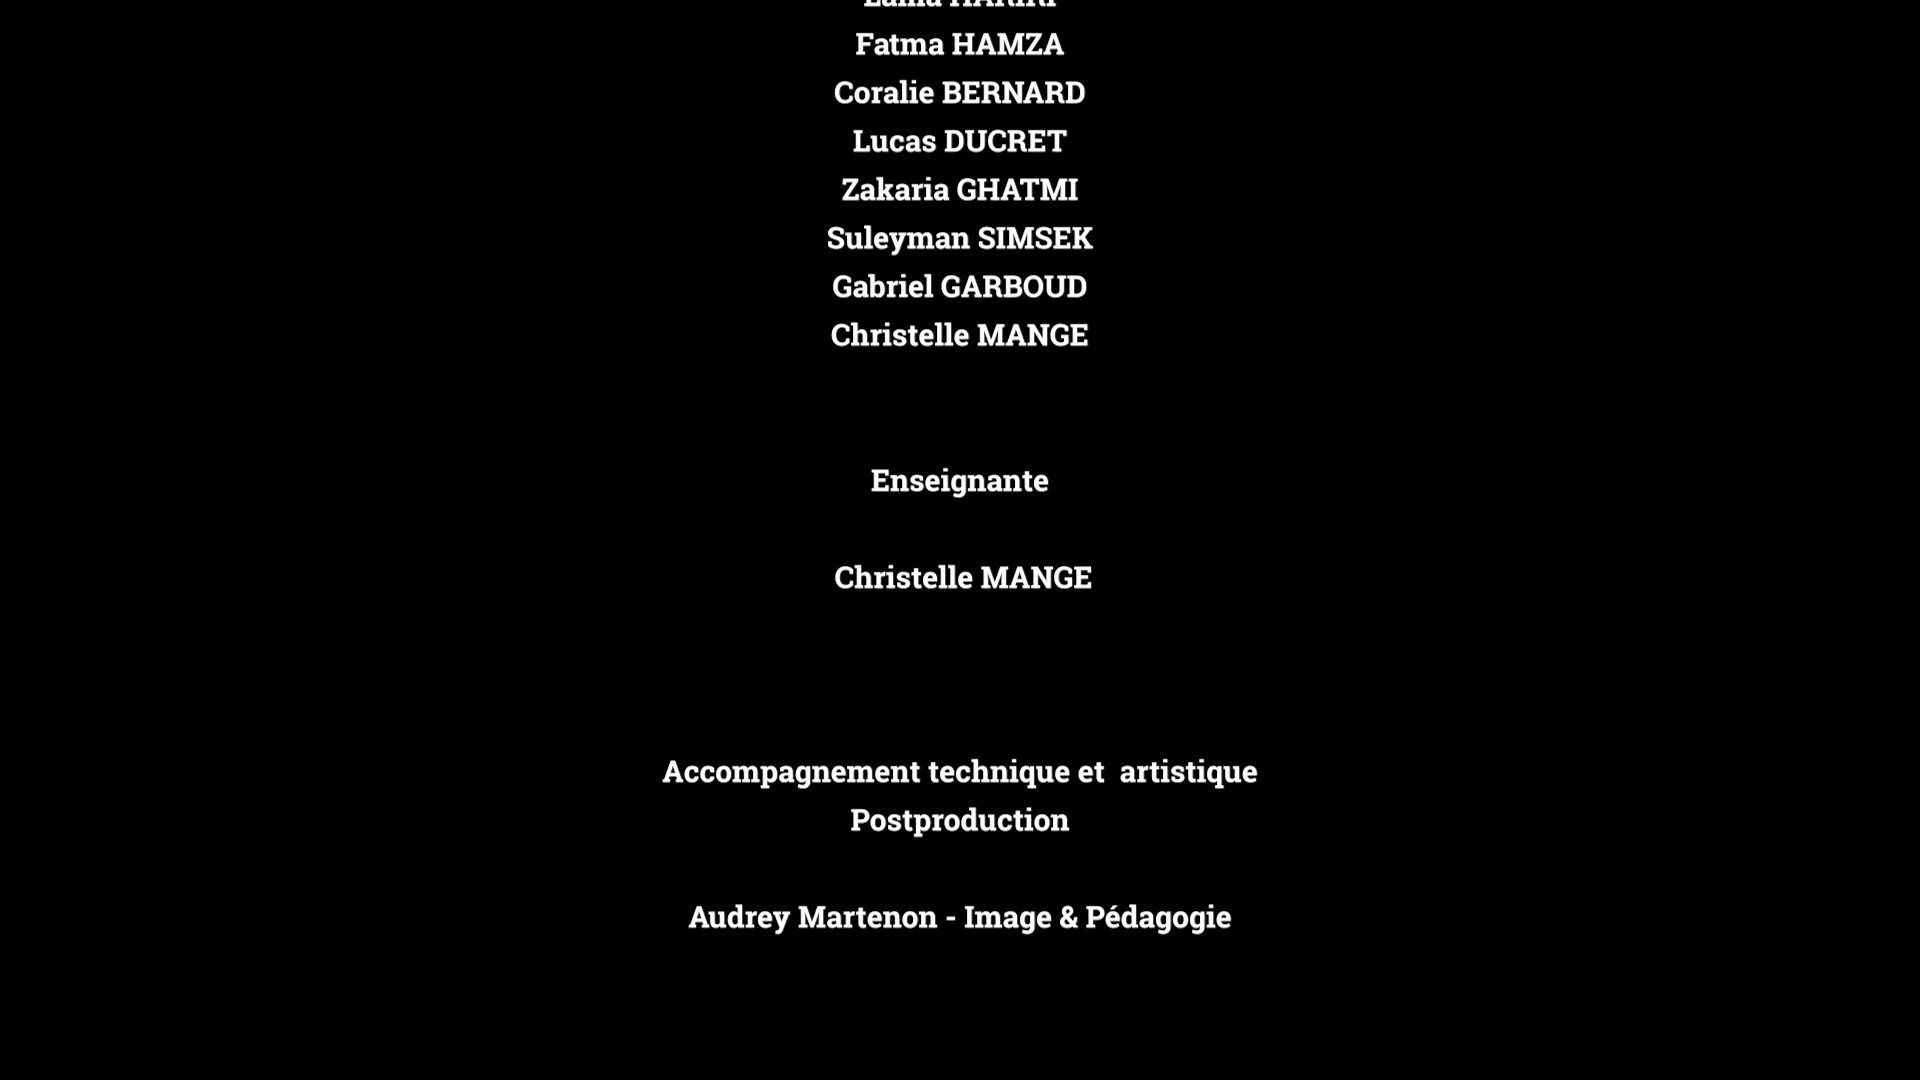 Fatma HAMZA
Coralie BERNARD
Lucas DUCRET
Zakaria GHATMI
Suleyman SIMSEK
Gabriel GARBOUD
Christelle MANGE
Enseignante
Christelle MANGE
Accompagnement technique et  artistique
Postproduction
Audrey Martenon - Image & Pédagogie